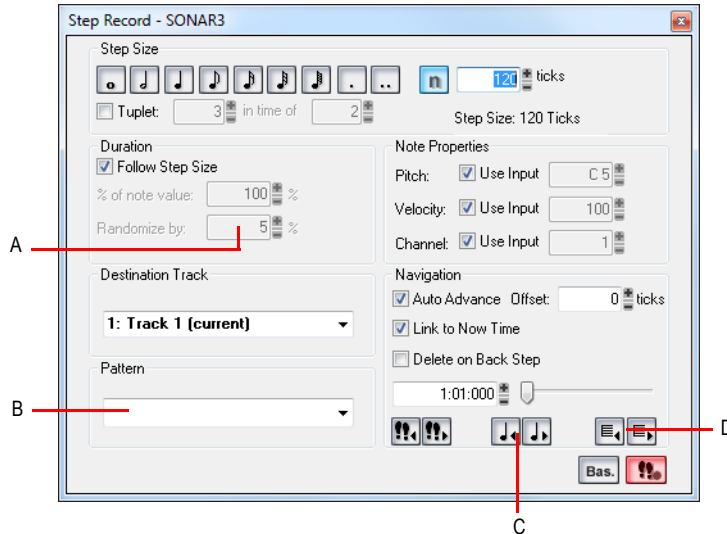 Step Record - SONAR3
Step Size
n 120 ticks
Tuplet: 3 in time of 2
Step Size: 120 Ticks
Duration
Follow Step Size
% of note value: 100 %
Randomize by: 5 %
A
Note Properties
Pitch: Use Input C 5
Velocity: Use Input 100
Channel: Use Input 1
Destination Track
1: Track 1 (current)
Pattern
B
Navigation
Auto Advance Offset: 0 ticks
Link to Now Time
Delete on Back Step
1:01:000
D
Bas.
C